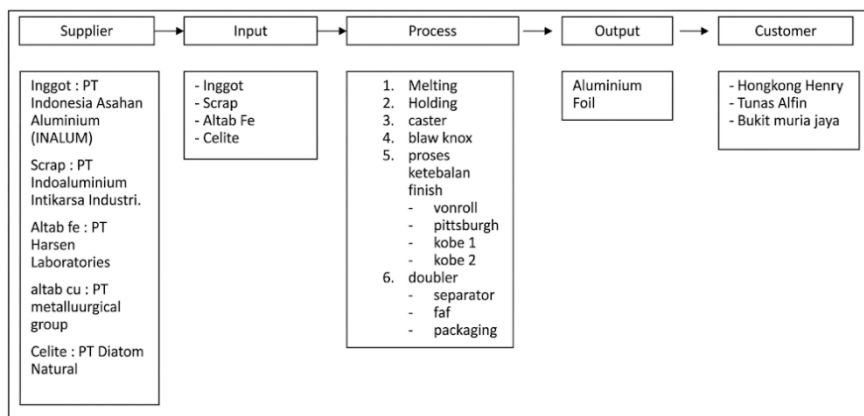 Supplier
Input
Process
Output
Customer
Inggot : PT
Indonesia Asahan
Aluminium
(INALUM)
Scrap : PT
Indoaluminium
Intikarsa Industri.
Altab fe : PT
Harsen
Laboratories
altab cu : PT
metalluurgical
group
Celite : PT Diatom
Natural
- Inggot
- Scrap
- Altab Fe
- Celite
1. Melting
2. Holding
3. caster
4. blaw knox
5. proses
ketebalan
finish
- vonroll
- pittsburgh
- kobe 1
- kobe 2
6. doubler
- separator
- faf
- packaging
Aluminium
Foil
- Hongkong Henry
- Tunas Alfin
- Bukit muria jaya